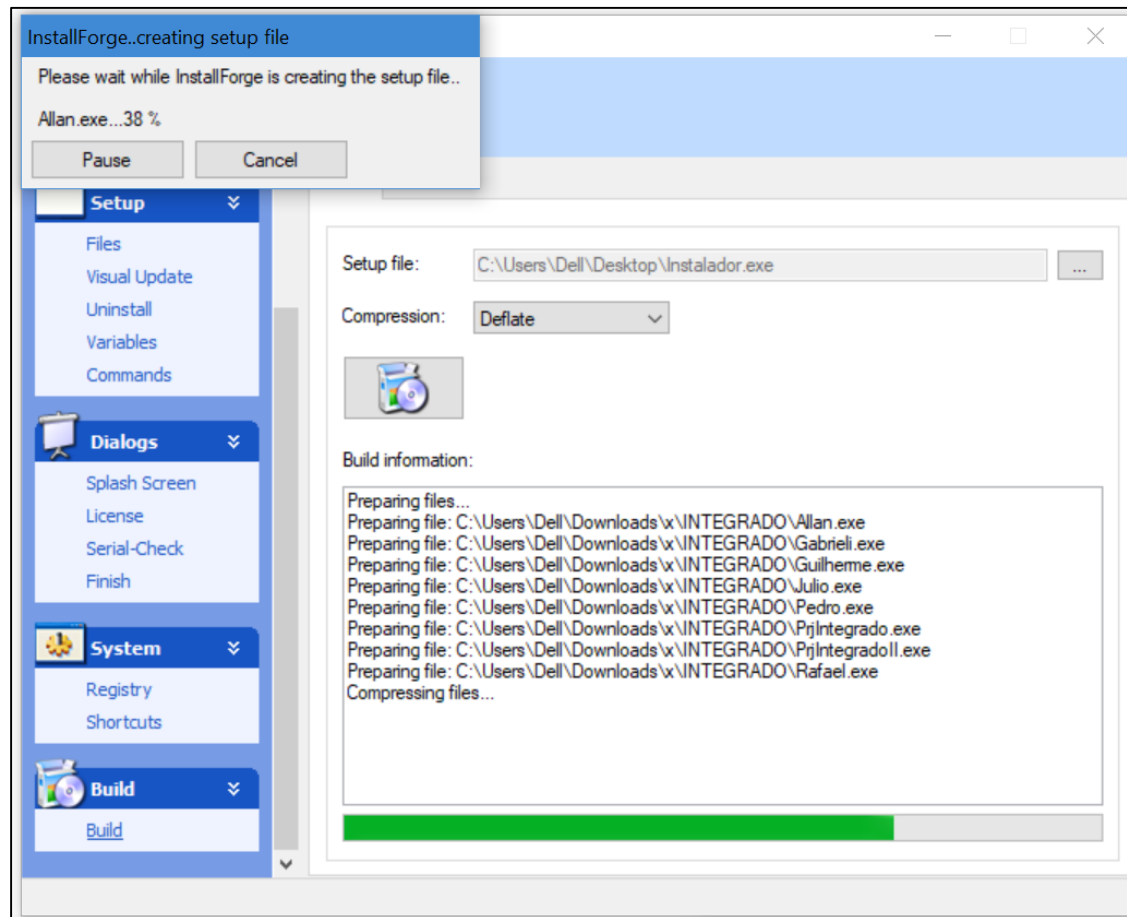 InstallForge..creating setup file
Please wait while InstallForge is creating the setup file..
Allan.exe...38 %
Pause
Cancel
Setup
Files
Visual Update
Uninstall
Variables
Commands
Dialogs
Splash Screen
License
Serial-Check
Finish
System
Registry
Shortcuts
Build
Build
Setup file:
C:\Users\Dell\Desktop\Instalador.exe
...
Compression:
Deflate
Build information:
Preparing files...
Preparing file: C:\Users\Dell\Downloads\x\INTEGRADO\Allan.exe
Preparing file: C:\Users\Dell\Downloads\x\INTEGRADO\Gabrieli.exe
Preparing file: C:\Users\Dell\Downloads\x\INTEGRADO\Guilherme.exe
Preparing file: C:\Users\Dell\Downloads\x\INTEGRADO\Julio.exe
Preparing file: C:\Users\Dell\Downloads\x\INTEGRADO\Pedro.exe
Preparing file: C:\Users\Dell\Downloads\x\INTEGRADO\PrjIntegrado.exe
Preparing file: C:\Users\Dell\Downloads\x\INTEGRADO\PrjIntegradoII.exe
Preparing file: C:\Users\Dell\Downloads\x\INTEGRADO\Rafael.exe
Compressing files...